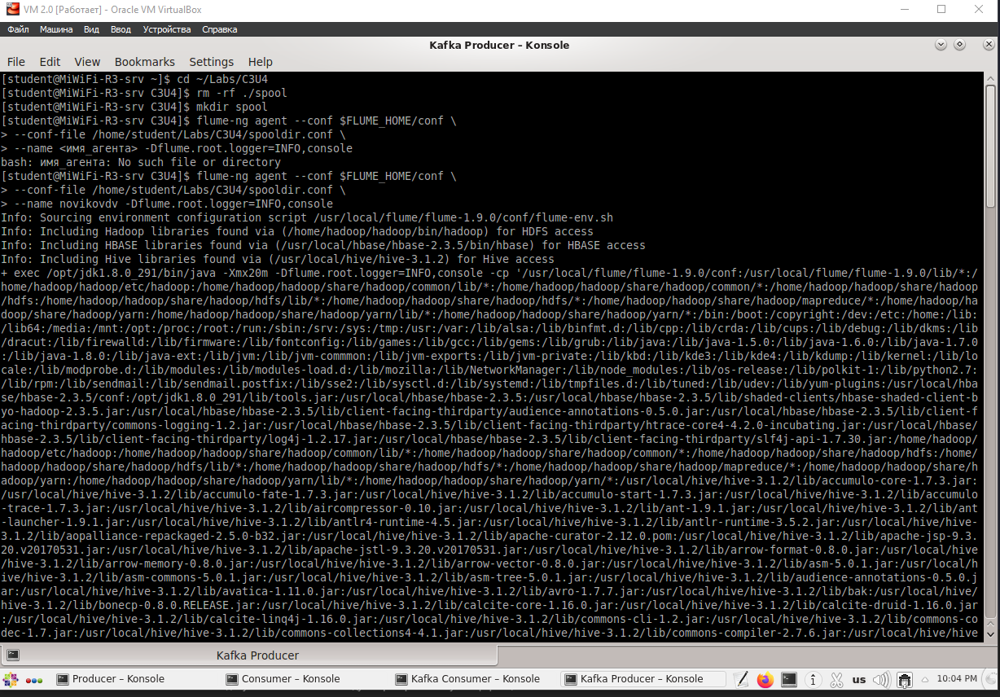 VM 2.0 [Работает] - Oracle VM VirtualBox
Файл Машина Вид Ввод Устройства Справка
Kafka Producer – Konsole
File Edit View Bookmarks Settings Help
[student@MiWiFi-R3-srv ~]$ cd ~/Labs/C3U4
[student@MiWiFi-R3-srv C3U4]$ rm -rf ./spool
[student@MiWiFi-R3-srv C3U4]$ mkdir spool
[student@MiWiFi-R3-srv C3U4]$ flume-ng agent --conf $FLUME_HOME/conf \
> --conf-file /home/student/Labs/C3U4/spooldir.conf \
> --name <имя_агента> -Dflume.root.logger=INFO,console
bash: имя_агента: No such file or directory
[student@MiWiFi-R3-srv C3U4]$ flume-ng agent --conf $FLUME_HOME/conf \
> --conf-file /home/student/Labs/C3U4/spooldir.conf \
> --name novikovdv -Dflume.root.logger=INFO,console
Info: Sourcing environment configuration script /usr/local/flume/flume-1.9.0/conf/flume-env.sh
Info: Including Hadoop libraries found via (/home/hadoop/hadoop/bin/hadoop) for HDFS access
Info: Including HBASE libraries found via (/usr/local/hbase/hbase-2.3.5/bin/hbase) for HBASE access
Info: Including Hive libraries found via (/usr/local/hive/hive-3.1.2) for Hive access
+ exec /opt/jdk1.8.0_291/bin/java -Xmx20m -Dflume.root.logger=INFO,console -cp '/usr/local/flume/flume-1.9.0/conf:/usr/local/flume/flume-1.9.0/lib/*:/
home/hadoop/hadoop/etc/hadoop:/home/hadoop/hadoop/share/hadoop/common/lib/*:/home/hadoop/hadoop/share/hadoop/common/*:/home/hadoop/hadoop/share/hadoop
/hdfs:/home/hadoop/hadoop/share/hadoop/hdfs/lib/*:/home/hadoop/hadoop/share/hadoop/hdfs/*:/home/hadoop/hadoop/share/hadoop/mapreduce/*:/home/hadoop/ha
doop/share/hadoop/yarn:/home/hadoop/hadoop/share/hadoop/yarn/lib/*:/home/hadoop/hadoop/share/hadoop/yarn/*:/bin:/boot:/copyright:/dev:/etc:/home:/lib:
/lib64:/media:/mnt:/opt:/proc:/root:/run:/sbin:/srv:/sys:/tmp:/usr:/var:/lib/alsa:/lib/binfmt.d:/lib/cpp:/lib/crda:/lib/cups:/lib/debug:/lib/dkms:/lib
/dracut:/lib/firewalld:/lib/firmware:/lib/fontconfig:/lib/games:/lib/gcc:/lib/gems:/lib/grub:/lib/java:/lib/java-1.5.0:/lib/java-1.6.0:/lib/java-1.7.0
:/lib/java-1.8.0:/lib/java-ext:/lib/jvm:/lib/jvm-commmon:/lib/jvm-exports:/lib/jvm-private:/lib/kbd:/lib/kde3:/lib/kde4:/lib/kdump:/lib/kernel:/lib/lo
cale:/lib/modprobe.d:/lib/modules:/lib/modules-load.d:/lib/mozilla:/lib/NetworkManager:/lib/node_modules:/lib/os-release:/lib/polkit-1:/lib/python2.7:
/lib/rpm:/lib/sendmail:/lib/sendmail.postfix:/lib/sse2:/lib/sysctl.d:/lib/systemd:/lib/tmpfiles.d:/lib/tuned:/lib/udev:/lib/yum-plugins:/usr/local/hba
se/hbase-2.3.5/conf:/opt/jdk1.8.0_291/lib/tools.jar:/usr/local/hbase/hbase-2.3.5:/usr/local/hbase/hbase-2.3.5/lib/shaded-clients/hbase-shaded-client-b
yo-hadoop-2.3.5.jar:/usr/local/hbase/hbase-2.3.5/lib/client-facing-thirdparty/audience-annotations-0.5.0.jar:/usr/local/hbase/hbase-2.3.5/lib/client-f
acing-thirdparty/commons-logging-1.2.jar:/usr/local/hbase/hbase-2.3.5/lib/client-facing-thirdparty/htrace-core4-4.2.0-incubating.jar:/usr/local/hbase/
hbase-2.3.5/lib/client-facing-thirdparty/log4j-1.2.17.jar:/usr/local/hbase/hbase-2.3.5/lib/client-facing-thirdparty/slf4j-api-1.7.30.jar:/home/hadoop/
hadoop/etc/hadoop:/home/hadoop/hadoop/share/hadoop/common/lib/*:/home/hadoop/hadoop/share/hadoop/common/*:/home/hadoop/hadoop/share/hadoop/hdfs:/home/
hadoop/hadoop/share/hadoop/hdfs/lib/*:/home/hadoop/hadoop/share/hadoop/hdfs/*:/home/hadoop/hadoop/share/hadoop/mapreduce/*:/home/hadoop/hadoop/share/h
adoop/yarn:/home/hadoop/hadoop/share/hadoop/yarn/lib/*:/home/hadoop/hadoop/share/hadoop/yarn/*:/usr/local/hive/hive-3.1.2/lib/accumulo-core-1.7.3.jar:
/usr/local/hive/hive-3.1.2/lib/accumulo-fate-1.7.3.jar:/usr/local/hive/hive-3.1.2/lib/accumulo-start-1.7.3.jar:/usr/local/hive/hive-3.1.2/lib/accumulo
-trace-1.7.3.jar:/usr/local/hive/hive-3.1.2/lib/aircompressor-0.10.jar:/usr/local/hive/hive-3.1.2/lib/ant-1.9.1.jar:/usr/local/hive/hive-3.1.2/lib/ant
-launcher-1.9.1.jar:/usr/local/hive/hive-3.1.2/lib/antlr4-runtime-4.5.jar:/usr/local/hive/hive-3.1.2/lib/antlr-runtime-3.5.2.jar:/usr/local/hive/hive-
3.1.2/lib/aopalliance-repackaged-2.5.0-b32.jar:/usr/local/hive/hive-3.1.2/lib/apache-curator-2.12.0.pom:/usr/local/hive/hive-3.1.2/lib/apache-jsp-9.3.
20.v20170531.jar:/usr/local/hive/hive-3.1.2/lib/apache-jstl-9.3.20.v20170531.jar:/usr/local/hive/hive-3.1.2/lib/arrow-format-0.8.0.jar:/usr/local/hive
/hive-3.1.2/lib/arrow-memory-0.8.0.jar:/usr/local/hive/hive-3.1.2/lib/arrow-vector-0.8.0.jar:/usr/local/hive/hive-3.1.2/lib/asm-5.0.1.jar:/usr/local/h
ive/hive-3.1.2/lib/asm-commons-5.0.1.jar:/usr/local/hive/hive-3.1.2/lib/asm-tree-5.0.1.jar:/usr/local/hive/hive-3.1.2/lib/audience-annotations-0.5.0.j
ar:/usr/local/hive/hive-3.1.2/lib/avatica-1.11.0.jar:/usr/local/hive/hive-3.1.2/lib/avro-1.7.7.jar:/usr/local/hive/hive-3.1.2/lib/bak:/usr/local/hive/
hive-3.1.2/lib/bonecp-0.8.0.RELEASE.jar:/usr/local/hive/hive-3.1.2/lib/calcite-core-1.16.0.jar:/usr/local/hive/hive-3.1.2/lib/calcite-druid-1.16.0.jar
:/usr/local/hive/hive-3.1.2/lib/calcite-linq4j-1.16.0.jar:/usr/local/hive/hive-3.1.2/lib/commons-cli-1.2.jar:/usr/local/hive/hive-3.1.2/lib/commons-co
dec-1.7.jar:/usr/local/hive/hive-3.1.2/lib/commons-collections4-4.1.jar:/usr/local/hive/hive-3.1.2/lib/commons-compiler-2.7.6.jar:/usr/local/hive/hive
Kafka Producer
Producer – Konsole Consumer – Konsole Kafka Consumer – Konsole Kafka Producer – Konsole us 10:04 PM